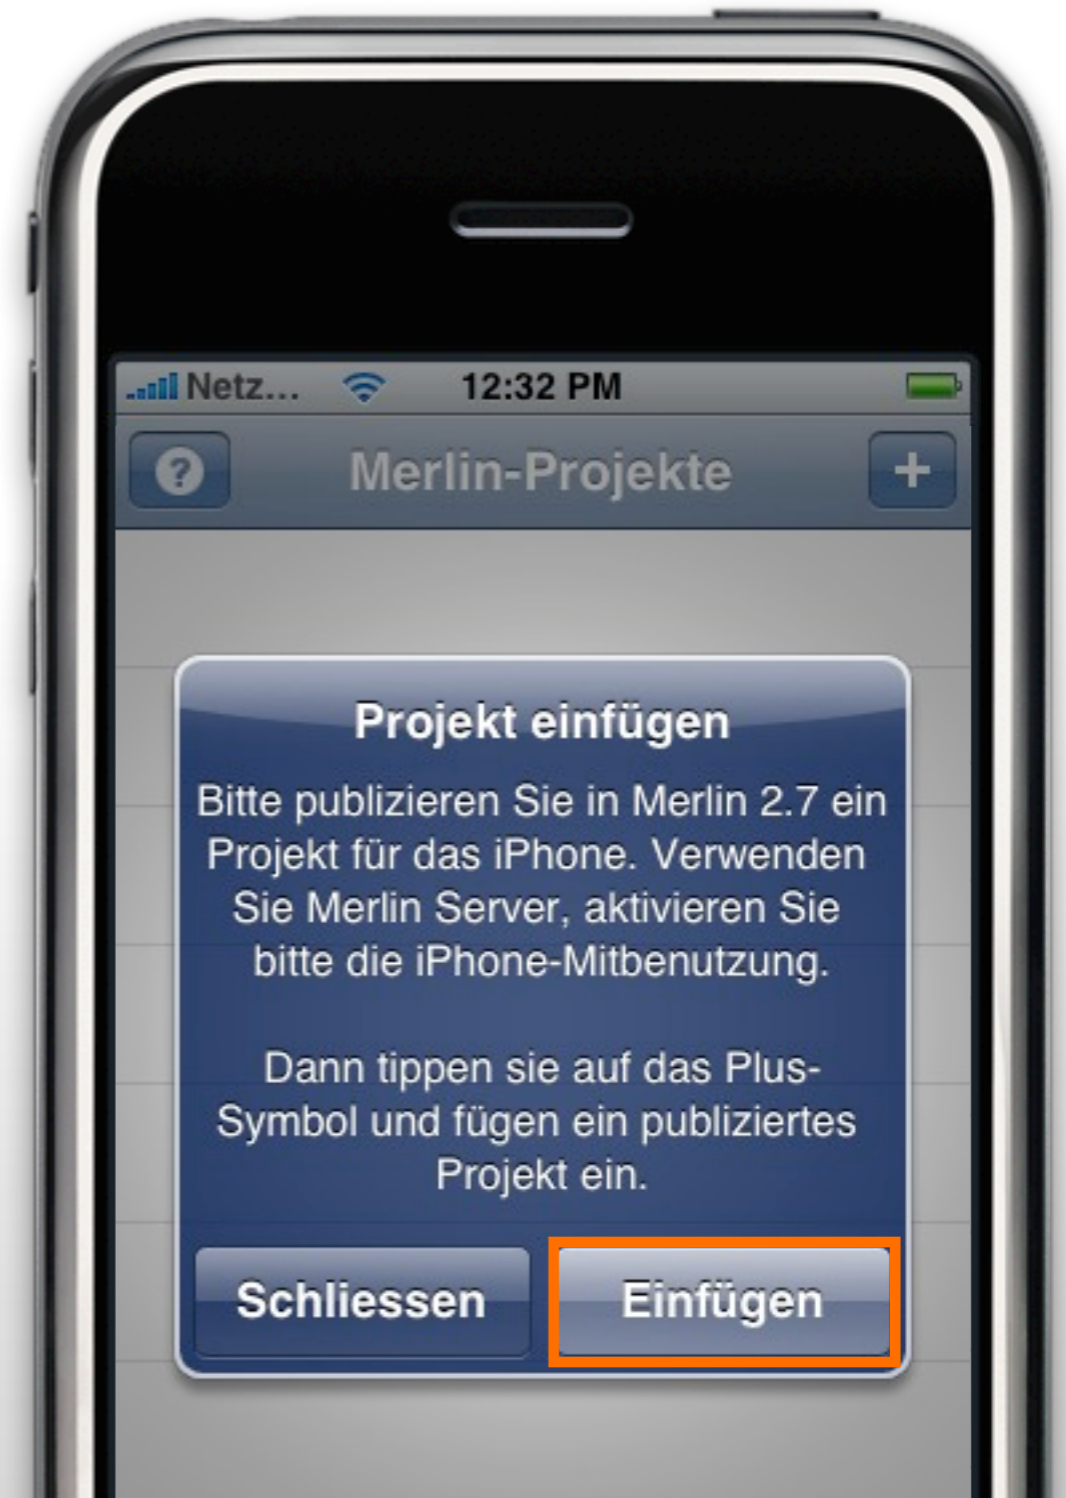 Netz... 12:32 PM
? Merlin-Projekte +
Projekt einfügen
Bitte publizieren Sie in Merlin 2.7 ein
Projekt für das iPhone. Verwenden
Sie Merlin Server, aktivieren Sie
bitte die iPhone-Mitbenutzung.
Dann tippen sie auf das Plus-
Symbol und fügen ein publiziertes
Projekt ein.
Schliessen Einfügen